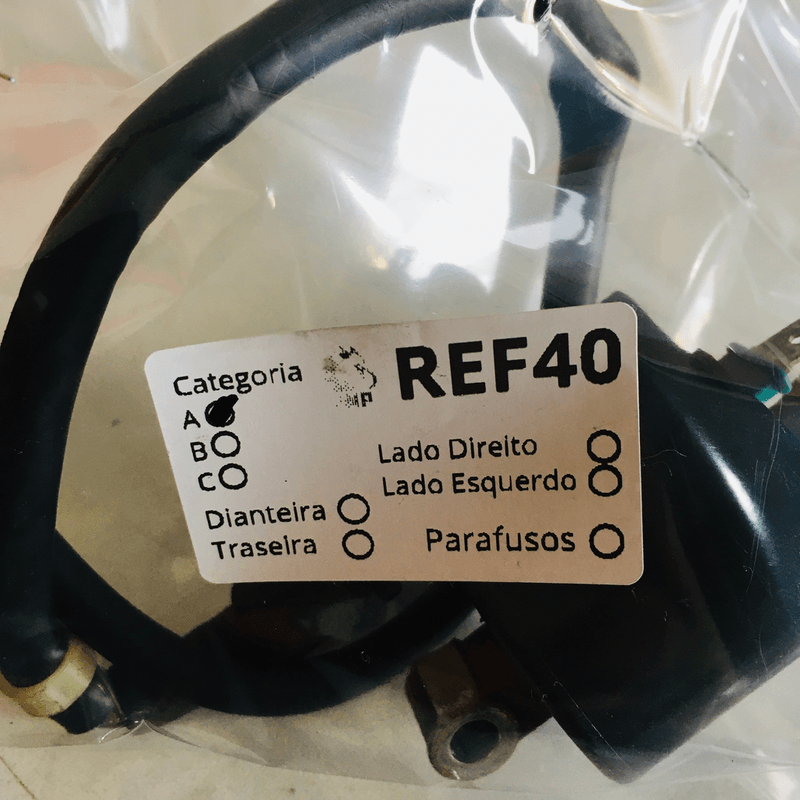 Categoria
REF40
A
B
C
Lado Direito
Lado Esquerdo
Dianteira
Traseira
Parafusos